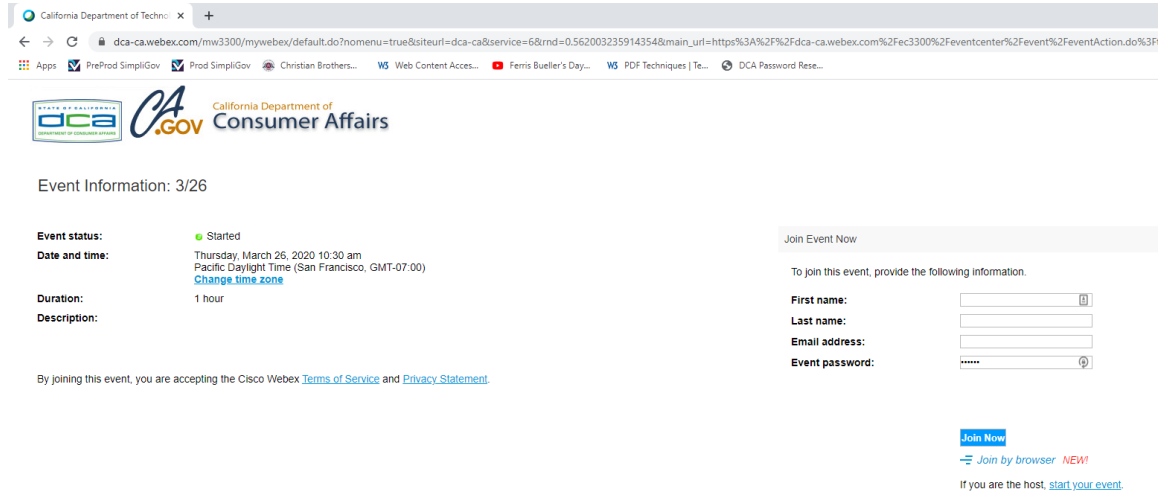 California Department of Techno
dca-ca.webex.com/mw3300/mywebex/default.do?nomenu=true&siteurl=dca-ca&service=6&rnd=0.562003235914354&main_url=https%3A%2F%2Fdca-ca.webex.com%2Fec3300%2Feventcenter%2Fevent%2FeventAction.do%3Ft
Apps PreProd SimpliGov Prod SimpliGov Christian Brothers... W3 Web Content Acces... Ferris Bueller's Day... W3 PDF Techniques | Te... DCA Password Rese...
STATE OF CALIFORNIA
dca
DEPARTMENT OF CONSUMER AFFAIRS
CA.GOV
California Department of
Consumer Affairs
Event Information: 3/26
Event status: Started
Date and time: Thursday, March 26, 2020 10:30 am
Pacific Daylight Time (San Francisco, GMT-07:00)
Change time zone
Duration: 1 hour
Description:
By joining this event, you are accepting the Cisco Webex Terms of Service and Privacy Statement.
Join Event Now
To join this event, provide the following information.
First name:
Last name:
Email address:
Event password: ••••••
Join Now
Join by browser NEW!
If you are the host, start your event.